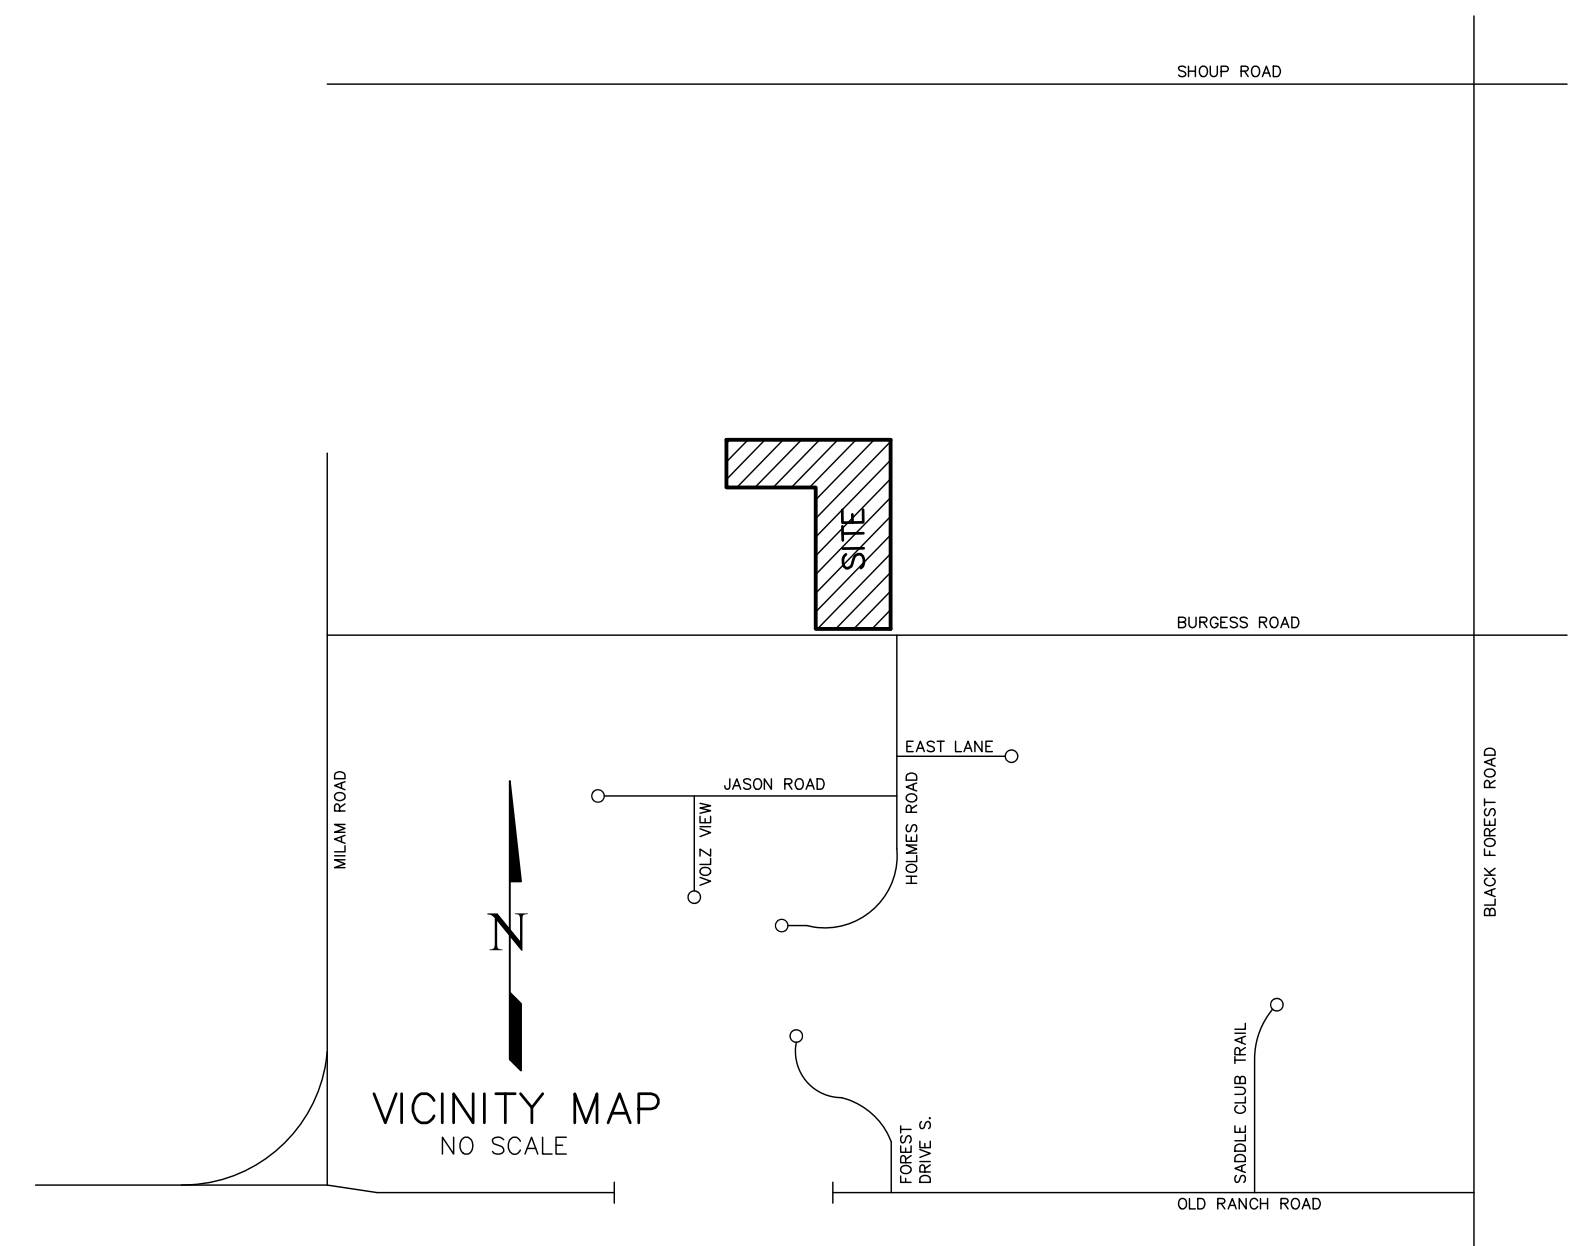 SHOUP ROAD
SITE
BURGESS ROAD
EAST LANE
JASON ROAD
MILAM ROAD
VOLZ VIEW
HOLMES ROAD
BLACK FOREST ROAD
N
VICINITY MAP
NO SCALE
FOREST
DRIVE S.
SADDLE CLUB TRAIL
OLD RANCH ROAD